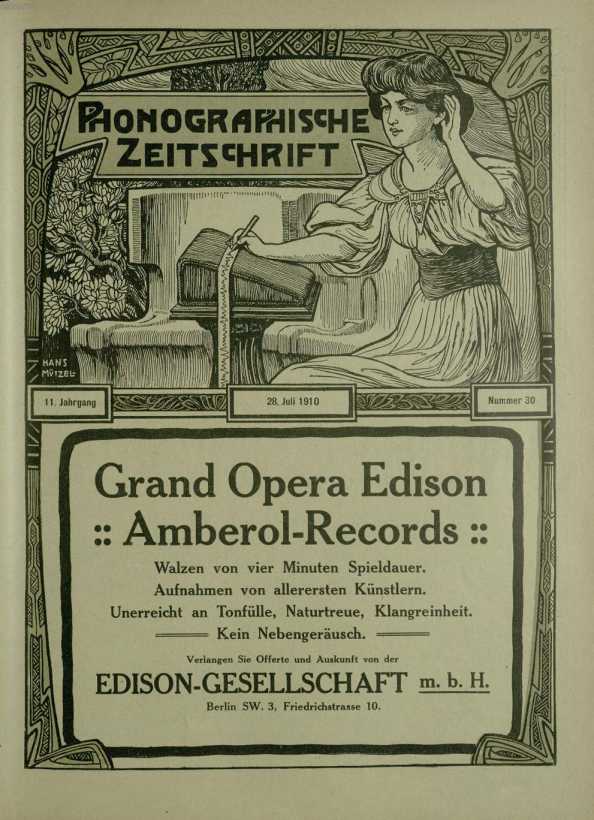 PHONOGRAPHISCHE
ZEITSCHRIFT
HANS
MÜTZEL
11. Jahrgang
28. Juli 1910
Nummer 30
Grand Opera Edison
:: Amberol-Records ::
Walzen von vier Minuten Spieldauer.
Aufnahmen von allerersten Künstlern.
Unerreicht an Tonfülle, Naturtreue, Klangreinheit.
Kein Nebengeräusch.
Verlangen Sie Offerte und Auskunft von der
EDISON-GESELLSCHAFT m. b. H.
Berlin SW. 3, Friedrichstrasse 10.